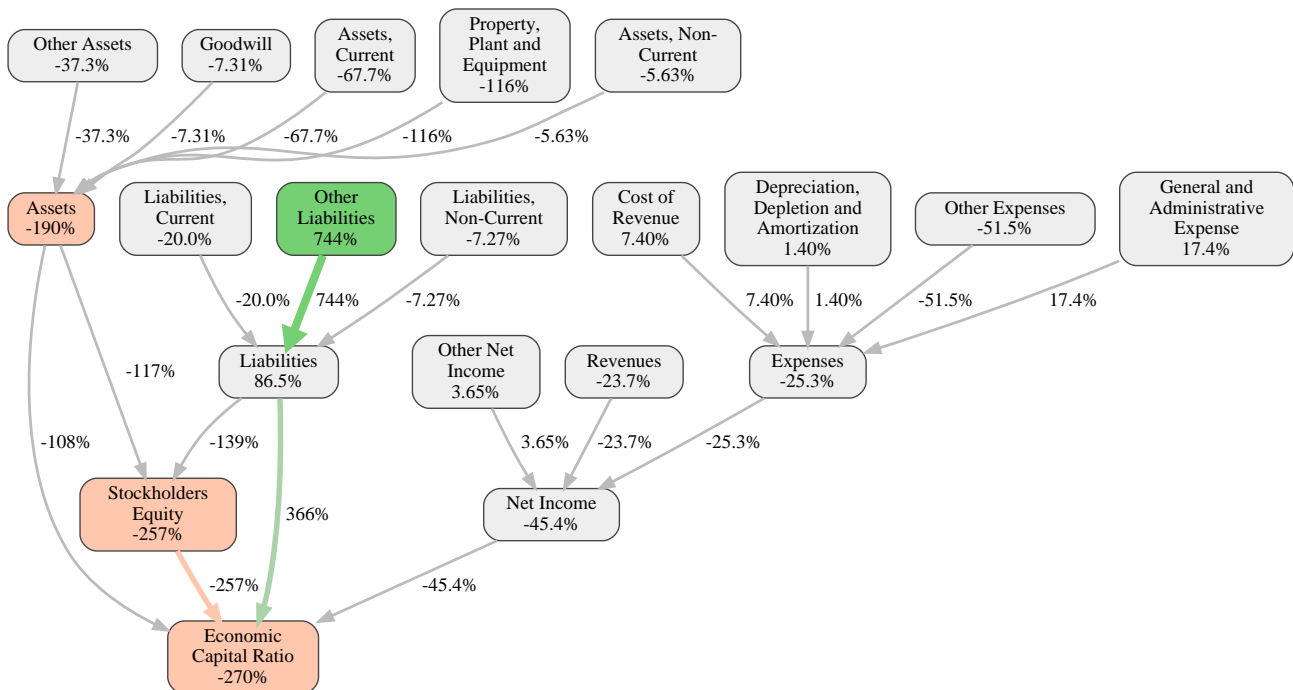 Other Assets
-37.3%
Goodwill
-7.31%
Assets,
Current
-67.7%
Property,
Plant and
Equipment
-116%
Assets, Non-
Current
-5.63%
-37.3%
-7.31%
-67.7%
-116%
-5.63%
Assets
-190%
Liabilities,
Current
-20.0%
Other
Liabilities
744%
Liabilities,
Non-Current
-7.27%
Cost of
Revenue
7.40%
Depreciation,
Depletion and
Amortization
1.40%
Other Expenses
-51.5%
General and
Administrative
Expense
17.4%
-20.0%
744%
-7.27%
7.40%
1.40%
-51.5%
17.4%
-117%
Liabilities
86.5%
Other Net
Income
3.65%
Revenues
-23.7%
Expenses
-25.3%
-108%
-139%
3.65%
-23.7%
-25.3%
Stockholders
Equity
-257%
366%
Net Income
-45.4%
-257%
-45.4%
Economic
Capital Ratio
-270%